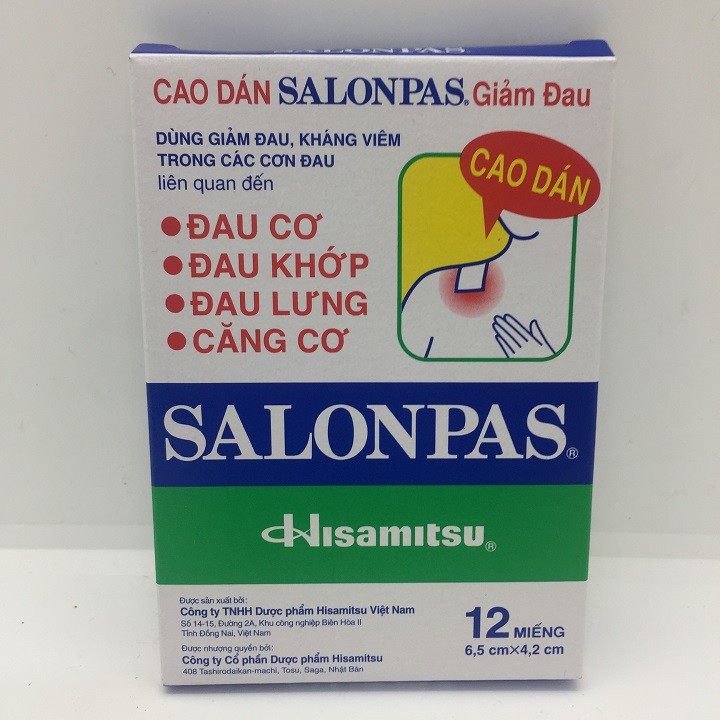 CAO DÁN SALONPAS® Giảm Đau
DÙNG GIẢM ĐAU, KHÁNG VIÊM
TRONG CÁC CƠN ĐAU
liên quan đến
CAO DÁN
• ĐAU CƠ
• ĐAU KHỚP
• ĐAU LƯNG
• CĂNG CƠ
SALONPAS®
Hisamitsu®
Được sản xuất bởi:
Công ty TNHH Dược phẩm Hisamitsu Việt Nam
Số 14-15, Đường 2A, Khu công nghiệp Biên Hòa II
Tỉnh Đồng Nai, Việt Nam
Được nhượng quyền bởi:
Công ty Cổ phần Dược phẩm Hisamitsu
408 Tashirodaikan-machi, Tosu, Saga, Nhật Bản
12 MIẾNG
6,5 cm×4,2 cm